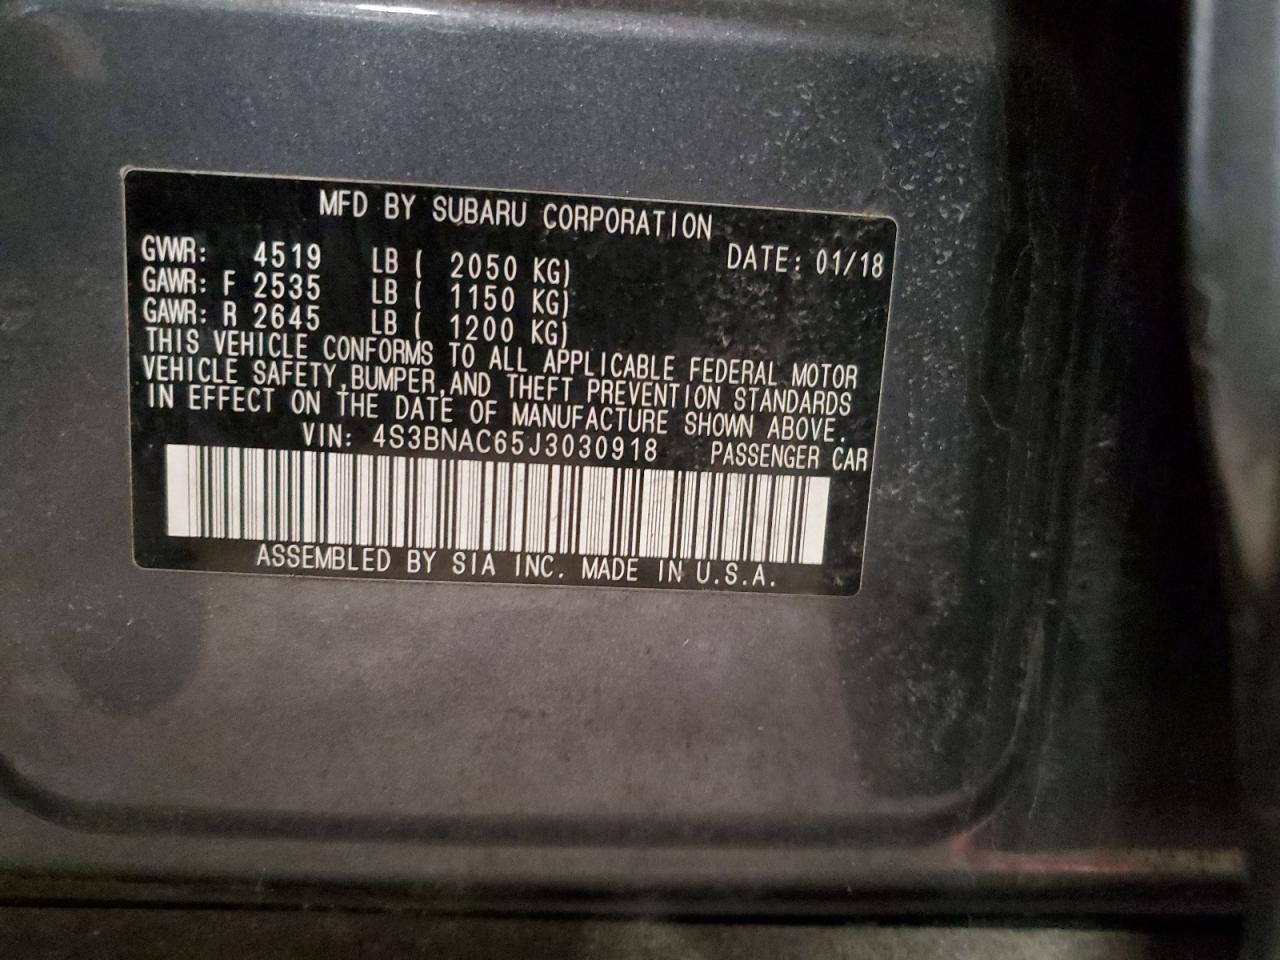 MFD BY SUBARU CORPORATION
GVWR: 4519 LB ( 2050 KG) DATE: 01/18
GAWR: F 2535 LB ( 1150 KG)
GAWR: R 2645 LB ( 1200 KG)
THIS VEHICLE CONFORMS TO ALL APPLICABLE FEDERAL MOTOR
VEHICLE SAFETY,BUMPER,AND THEFT PREVENTION STANDARDS
IN EFFECT ON THE DATE OF MANUFACTURE SHOWN ABOVE.
VIN: 4S3BNAC65J3030918 PASSENGER CAR
ASSEMBLED BY SIA INC. MADE IN U.S.A.